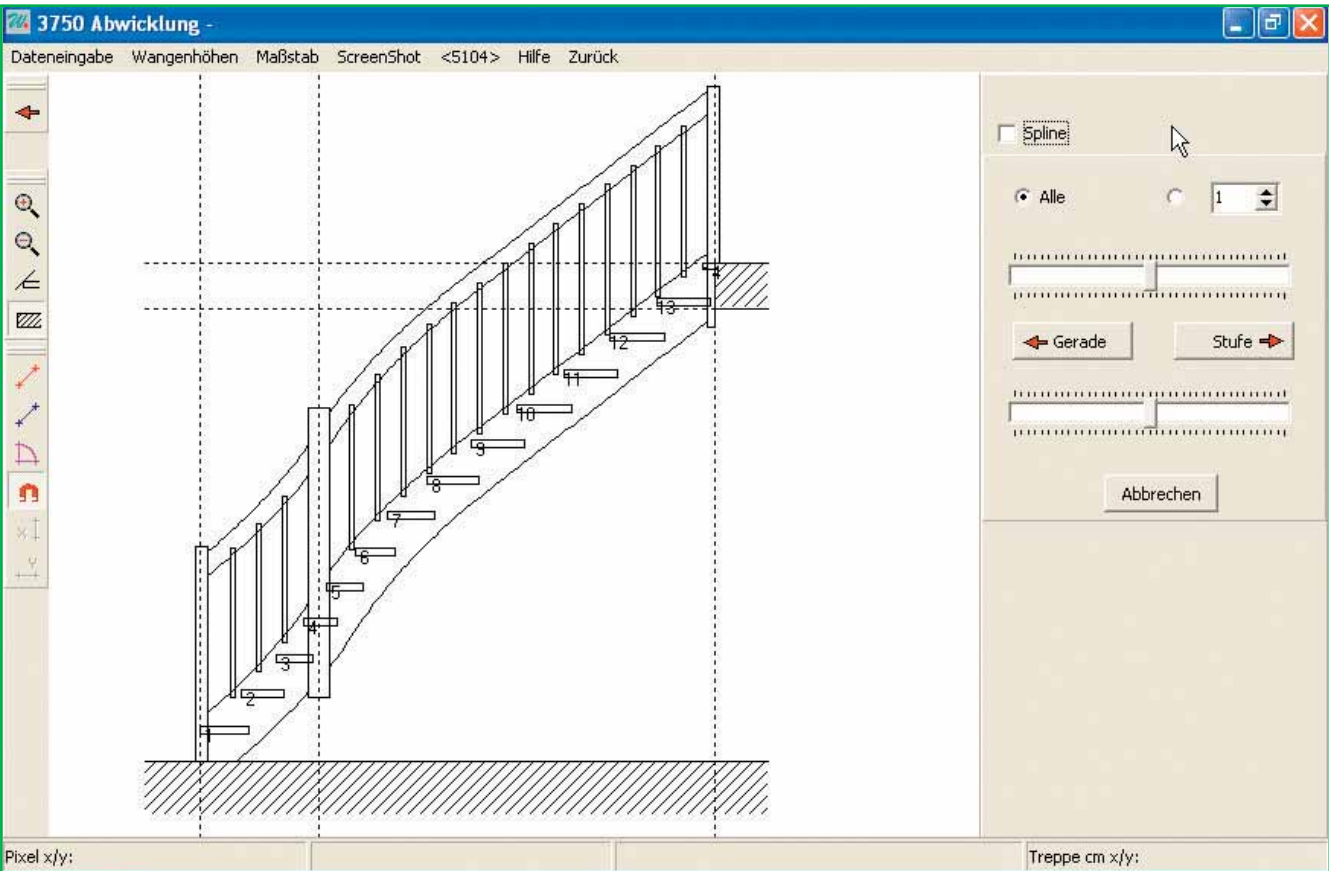 3750 Abwicklung -
Dateneingabe Wangenhöhen Maßstab ScreenShot <5104> Hilfe Zurück
Spline
Alle 1
Gerade Stufe
Abbrechen
13
12
11
10
9
8
7
6
5
4
3
2
1
Pixel x/y: Treppe cm x/y: